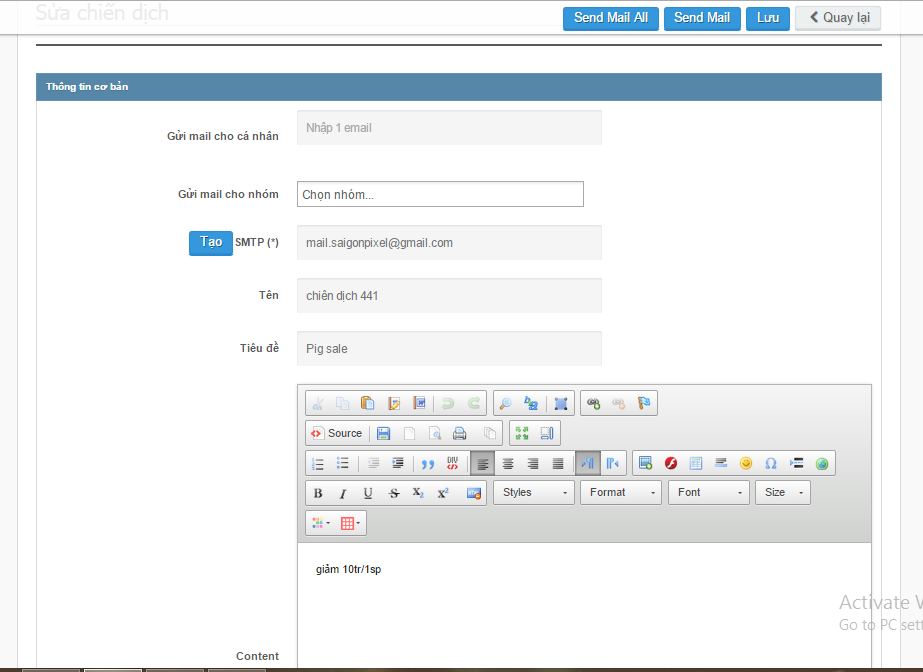 Sửa chiến dịch
Send Mail All Send Mail Lưu Quay lại
Thông tin cơ bản
Gửi mail cho cá nhân Nhập 1 email
Gửi mail cho nhóm Chọn nhóm...
Tạo SMTP (*) mail.saigonpixel@gmail.com
Tên chiến dịch 441
Tiêu đề Pig sale
Source
B I U S X₂ X² Styles Format Font Size
giảm 10tr/1sp
Activate W
Go to PC sett
Content